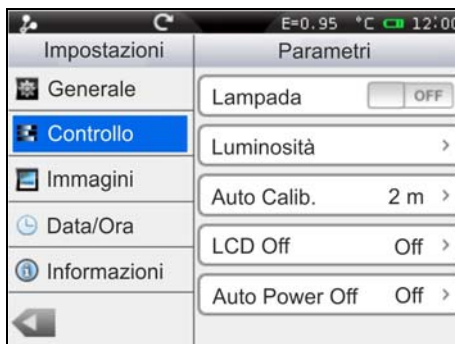 E=0.95 °C 12:00
Impostazioni
Parametri
Generale
Controllo
Immagini
Data/Ora
Informazioni
Lampada OFF
Luminosità >
Auto Calib. 2 m >
LCD Off Off >
Auto Power Off Off >